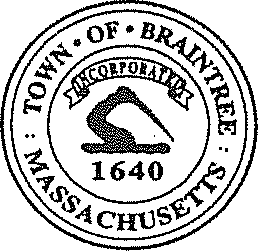 TOWN • OF • BRAINTREE
: MASSACHUSETTS :
INCORPORATED
1640